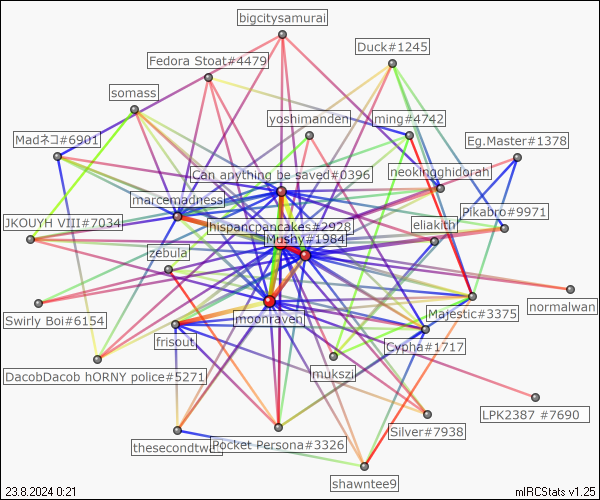 bigcitysamurai
Duck#1245
Fedora Stoat#4479
somass
yoshimanden
ming#4742
Madネコ#6901
Eg.Master#1378
Can anything be saved#0396
neokingghidorah
marcemadness
Pikabro#9971
JKOUYH VIII#7034
hispancpancakes#2928
eliakith
Mushy#1984
zebula
normalwan
Swirly Boi#6154
moonraven
Majestic#3375
frisout
Cypha#1717
DacobDacob hORNY police#5271
mukszi
LPK2387 #7690
Silver#7938
Pocket Persona#3326
shawntee9
23.8.2024 0:21
mIRCStats v1.25